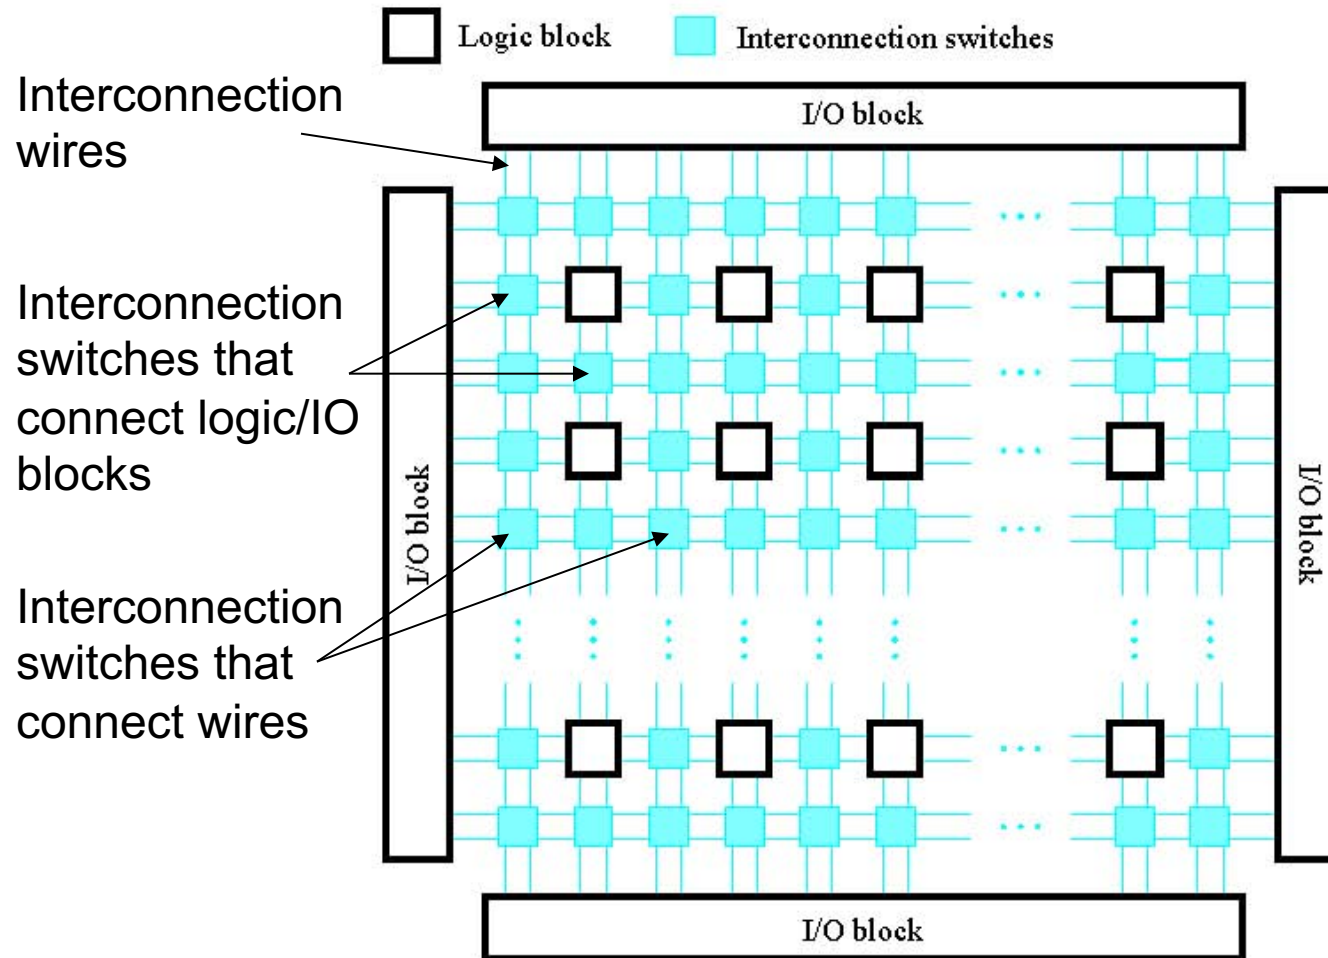 Logic block
Interconnection switches
Interconnection
wires
I/O block
Interconnection
switches that
connect logic/IO
blocks
I/O block
I/O block
Interconnection
switches that
connect wires
I/O block